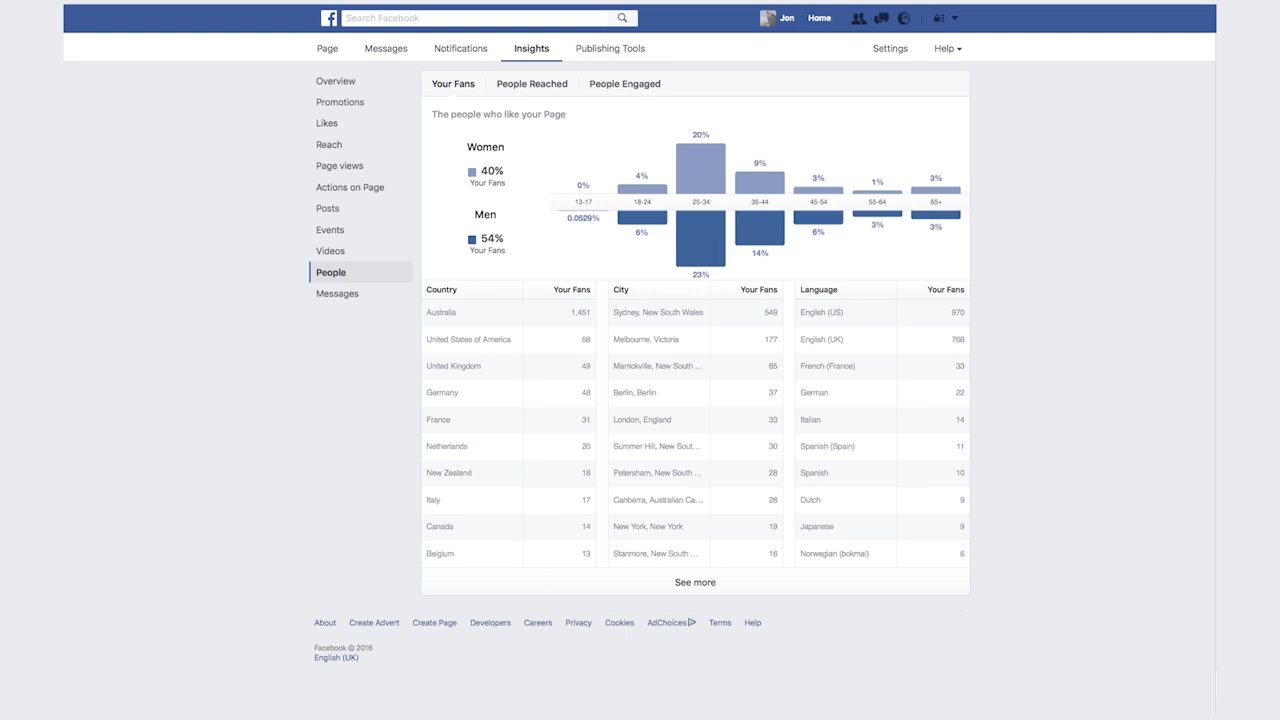 f Search Facebook Jon Home
Page Messages Notifications Insights Publishing Tools Settings Help
Overview
Promotions
Likes
Reach
Page views
Actions on Page
Posts
Events
Videos
People
Messages
Your Fans People Reached People Engaged
The people who like your Page
Women
40%
Your Fans
Men
54%
Your Fans
0% 4% 20% 9% 3% 1% 3%
13-17 18-24 25-34 35-44 45-54 55-64 65+
0.0529% 6% 23% 14% 6% 3% 3%
Country Your Fans City Your Fans Language Your Fans
Australia 1,451 Sydney, New South Wales 549 English (US) 970
United States of America 68 Melbourne, Victoria 177 English (UK) 768
United Kingdom 49 Marrickville, New South ... 65 French (France) 33
Germany 48 Berlin, Berlin 37 German 22
France 31 London, England 33 Italian 14
Netherlands 20 Summer Hill, New Sout... 30 Spanish (Spain) 11
New Zealand 18 Petersham, New South ... 28 Spanish 10
Italy 17 Canberra, Australian Ca... 26 Dutch 9
Canada 14 New York, New York 19 Japanese 9
Belgium 13 Stanmore, New South ... 16 Norwegian (bokmal) 6
See more
About Create Advert Create Page Developers Careers Privacy Cookies AdChoices Terms Help
Facebook © 2016
English (UK)